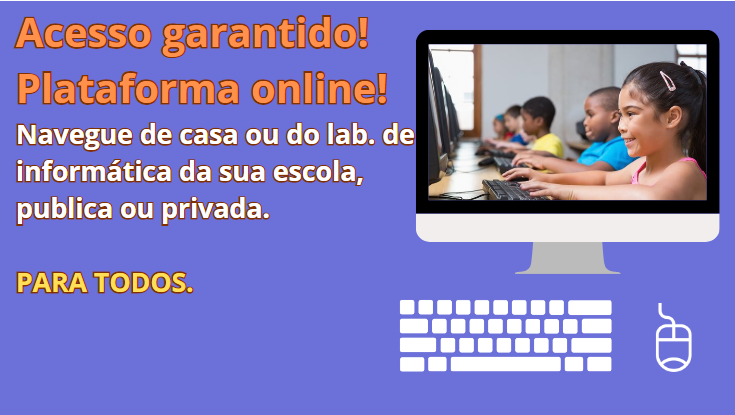 Acesso garantido!
Plataforma online!
Navegue de casa ou do lab. de
informática da sua escola,
publica ou privada.
PARA TODOS.